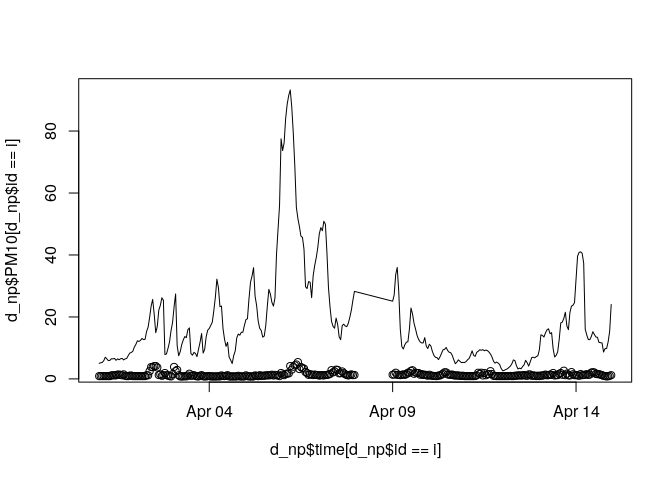 d_np$PM10[d_np$id == i]
80
60
40
20
0
Apr 04
Apr 09
Apr 14
d_np$time[d_np$id == i]